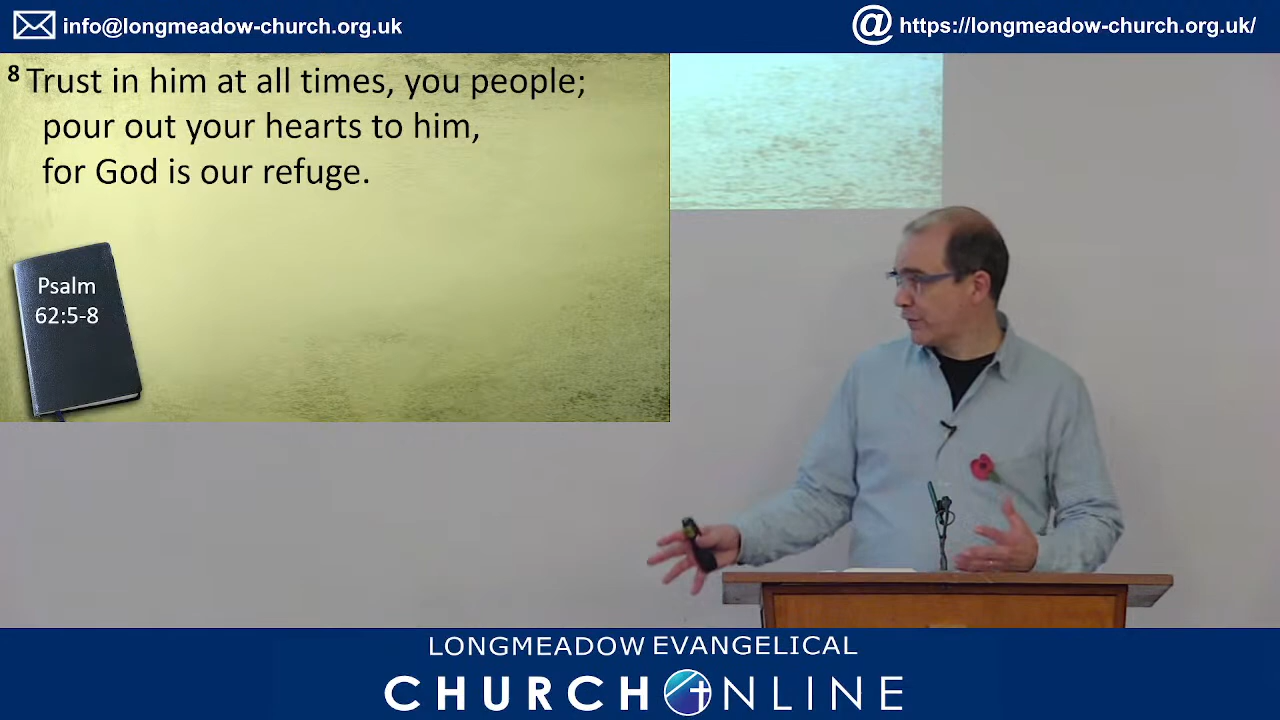 info@longmeadow-church.org.uk
https://longmeadow-church.org.uk/
8 Trust in him at all times, you people;
pour out your hearts to him,
for God is our refuge.
Psalm
62:5-8
LONGMEADOW EVANGELICAL
CHURCH ONLINE